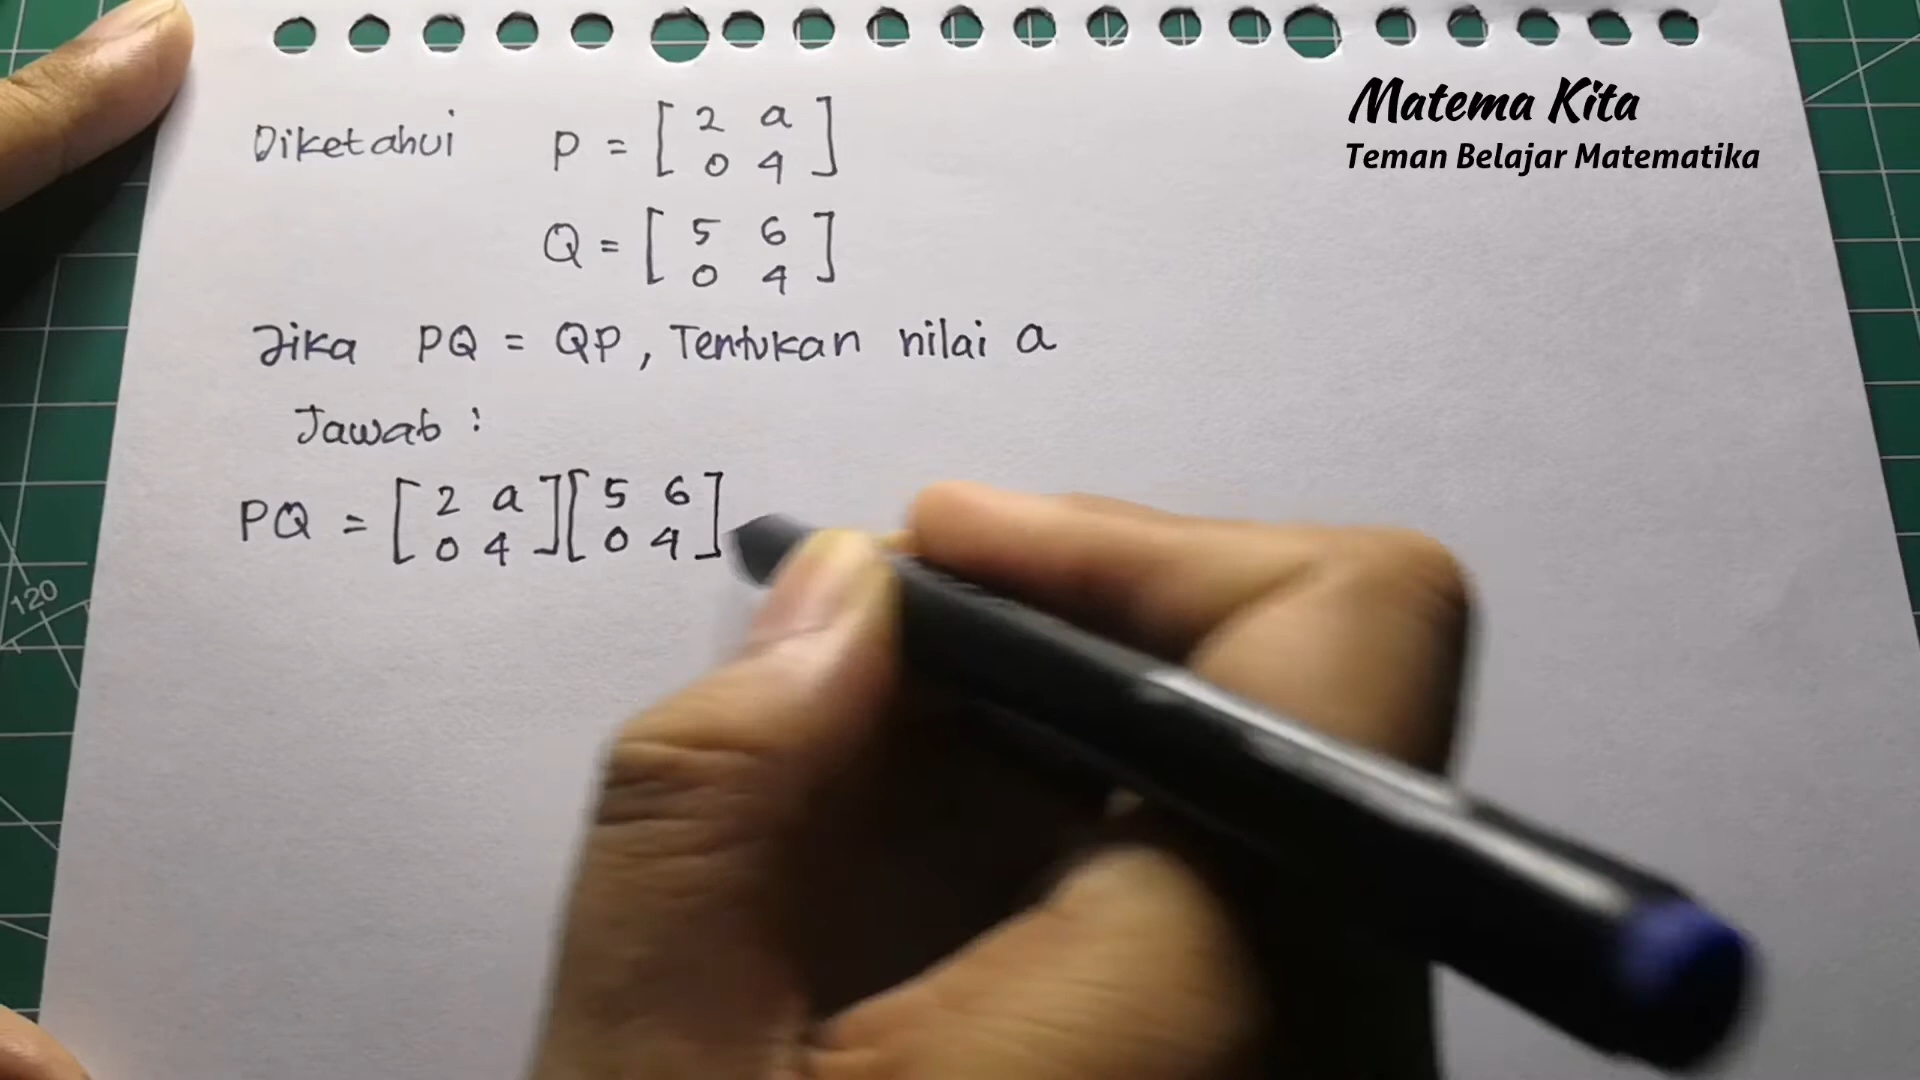 Matema Kita
Teman Belajar Matematika
Diketahui P = [ 2 a ]
[ 0 4 ]
Q = [ 5 6 ]
[ 0 4 ]
Jika PQ = QP, Tentukan nilai a
Jawab :
PQ = [ 2 a ] [ 5 6 ]
[ 0 4 ] [ 0 4 ]
120